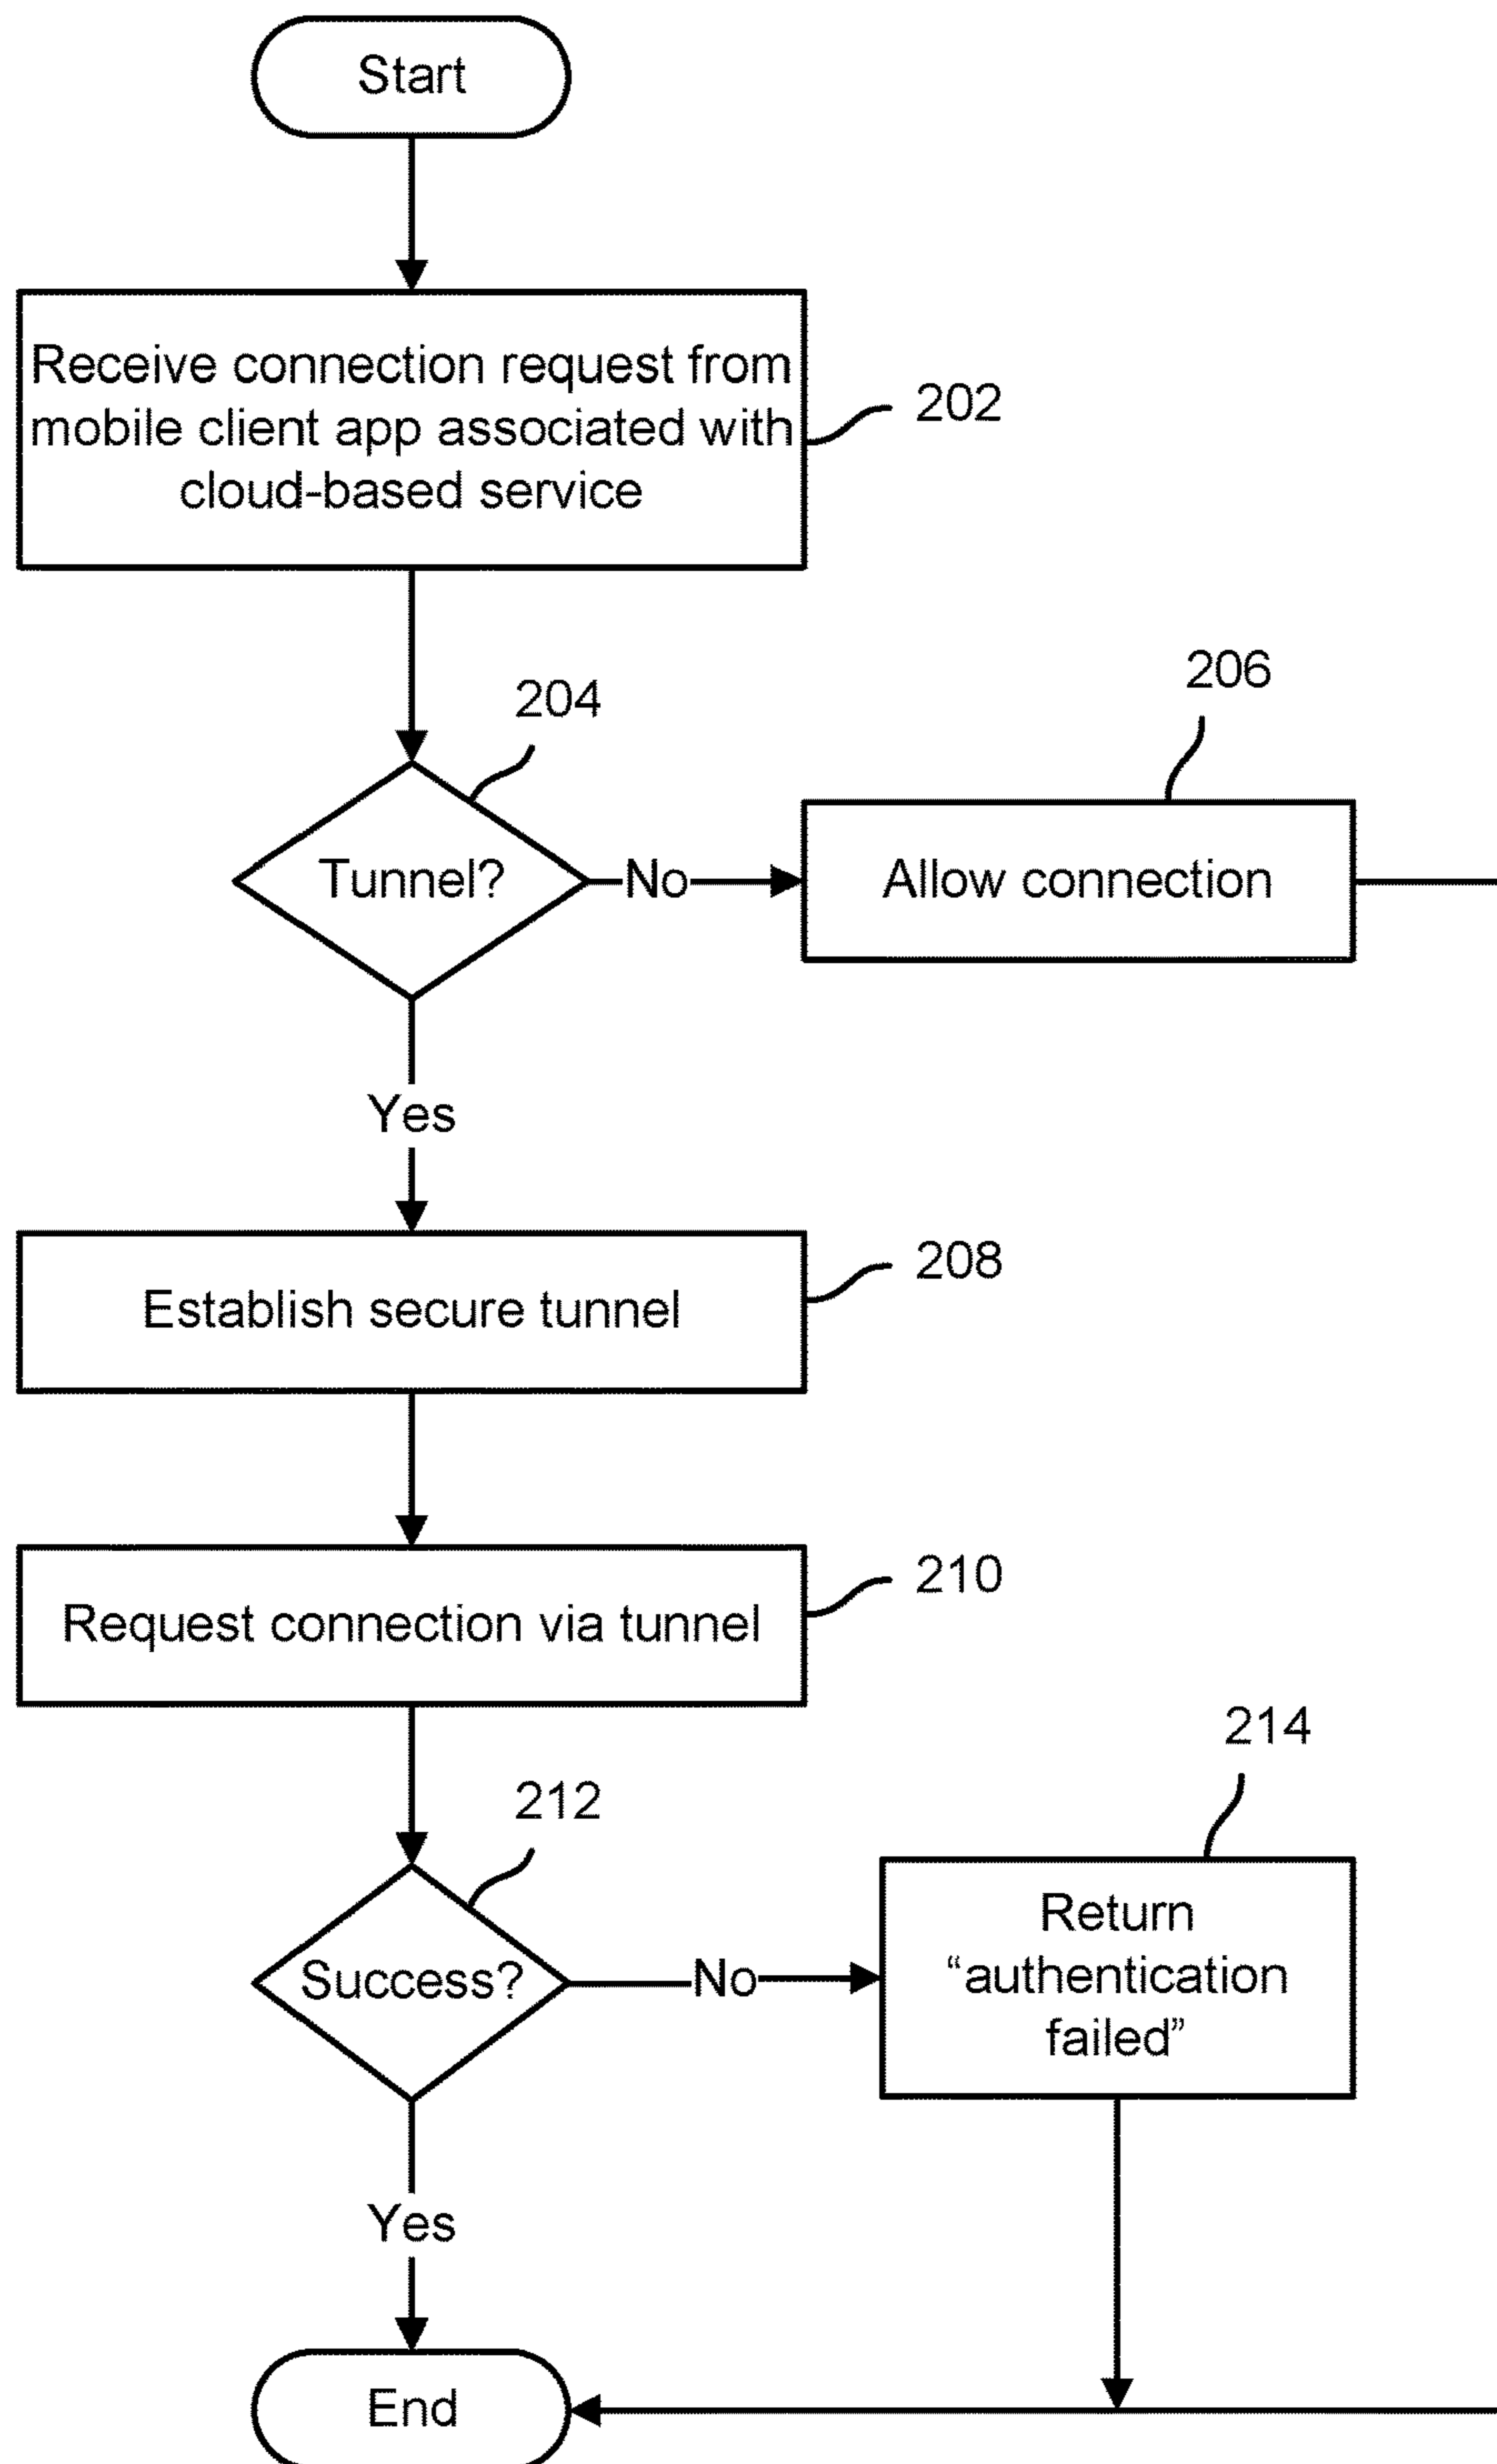 Start
Receive connection request from
mobile client app associated with
cloud-based service
202
204
206
Tunnel?
No
Allow connection
Yes
208
Establish secure tunnel
210
Request connection via tunnel
214
212
Return
“authentication
failed”
Success?
No
Yes
End